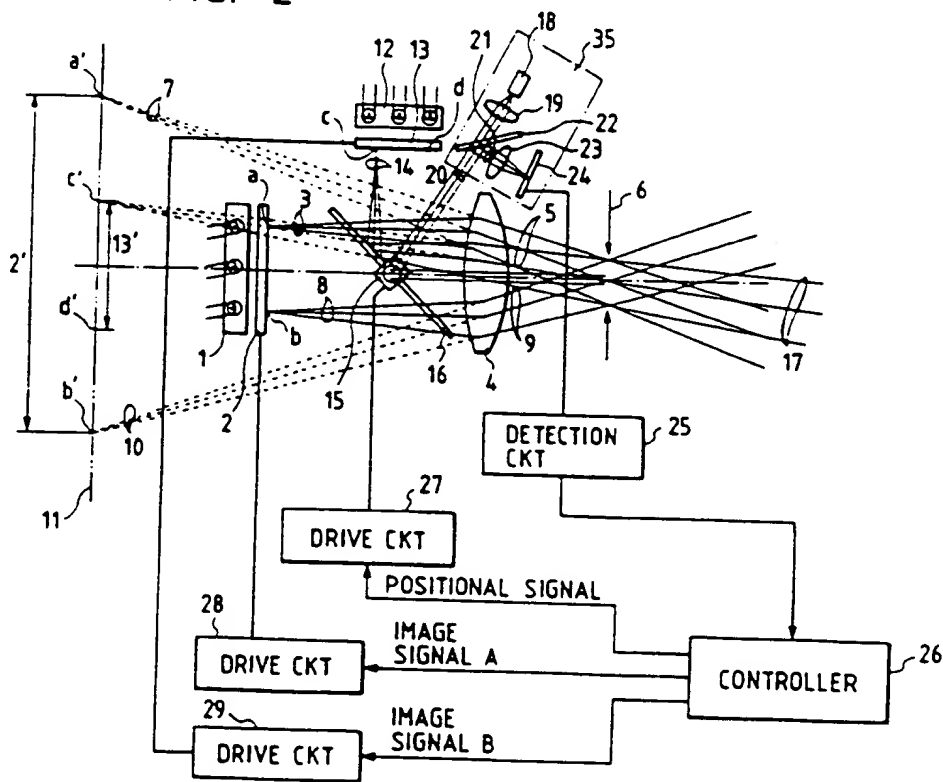 FIG. 2
18
35
21
12 13
a'
7
d
19
c
22
23
14
20
24
c'
a
3
6
5
2'
13'
8
d'
9
b
17
1
16
4
b'
15
2
10
DETECTION
CKT
25
11
27
DRIVE CKT
POSITIONAL SIGNAL
28
IMAGE
SIGNAL A
DRIVE CKT
CONTROLLER
26
29
IMAGE
SIGNAL B
DRIVE CKT